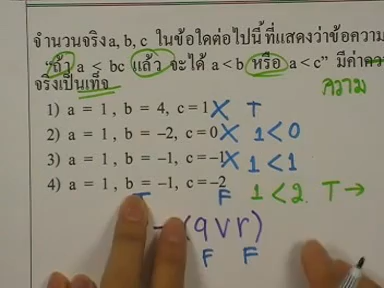 จำนวนจริง a, b, c ในข้อใดต่อไปนี้ ที่แสดงว่าข้อความ
"ถ้า a < bc แล้ว จะได้ a < b หรือ a < c" มีค่าความ
จริงเป็นเท็จ ความ
1) a = 1 , b = 4, c = 1 X T
2) a = 1 , b = −2, c = 0 X 1 < 0
3) a = 1 , b = −1, c = −1 X 1 < 1
4) a = 1 , b = −1, c = −2 1 < 2 T →
T F F
(q ∨ r)
F F